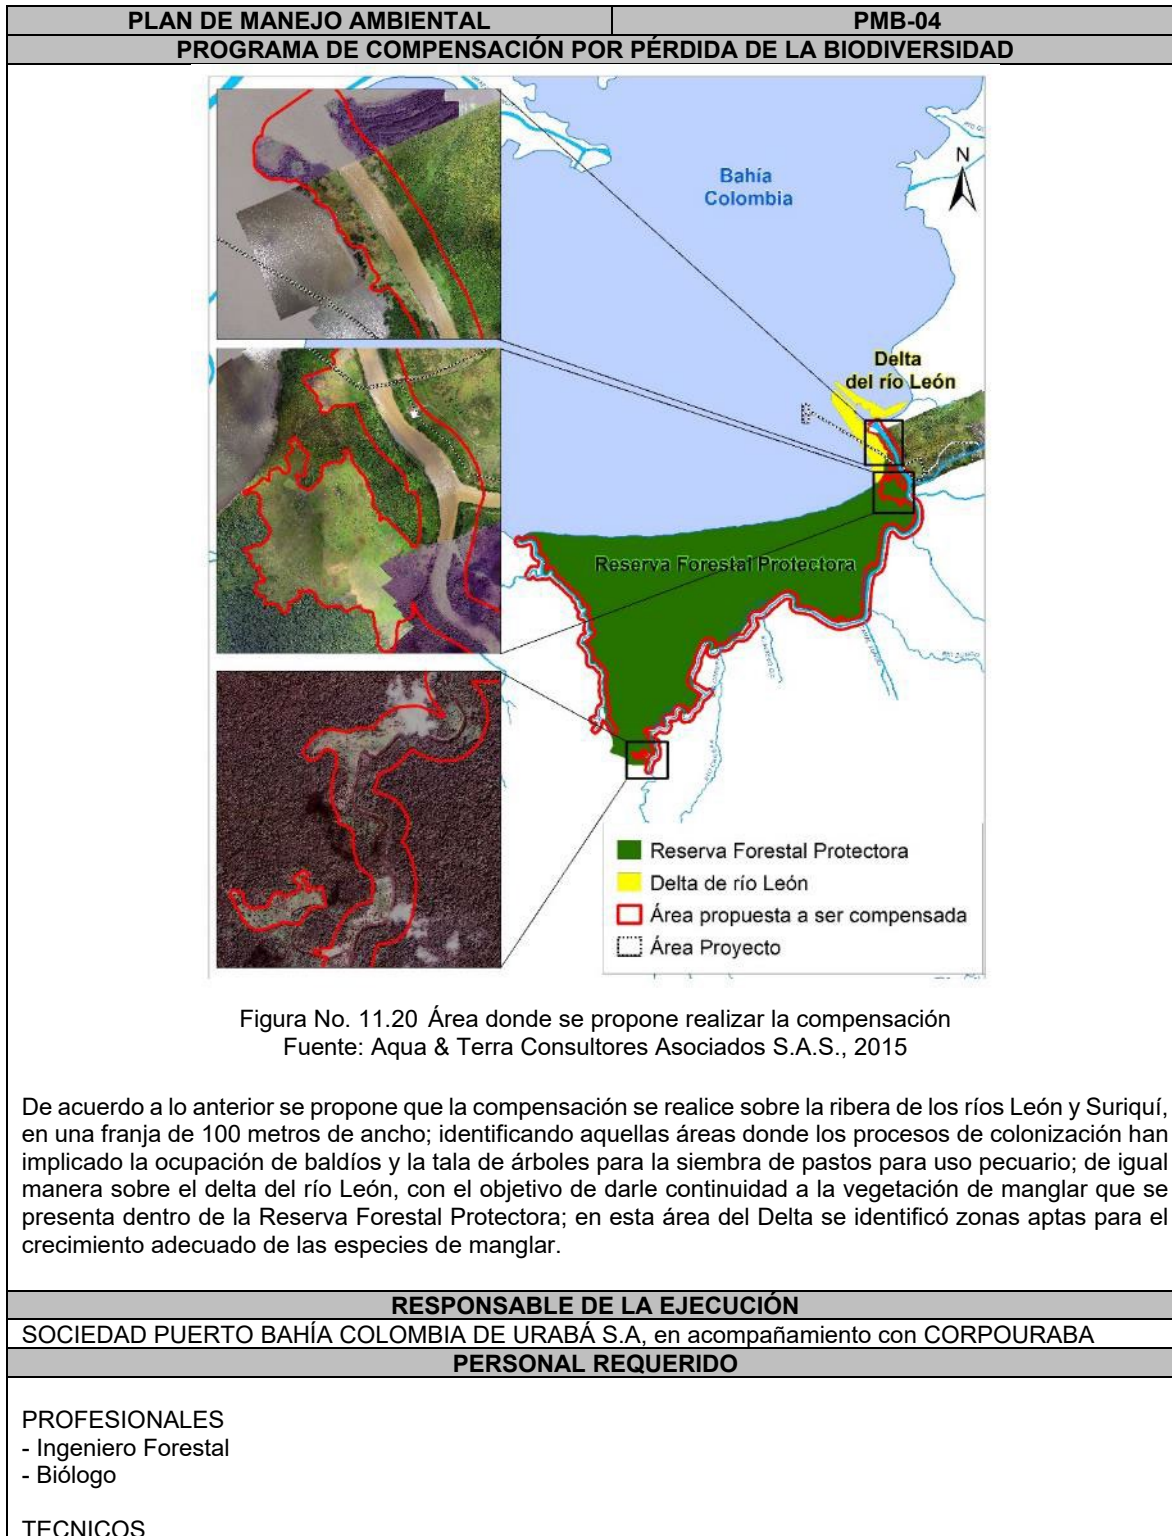 PLAN DE MANEJO AMBIENTAL PMB-04
PROGRAMA DE COMPENSACIÓN POR PÉRDIDA DE LA BIODIVERSIDAD
Bahía
Colombia
N
Delta
del río León
Reserva Forestal Protectora
Reserva Forestal Protectora
Delta de río León
Área propuesta a ser compensada
Área Proyecto
Figura No. 11.20 Área donde se propone realizar la compensación
Fuente: Aqua & Terra Consultores Asociados S.A.S., 2015
De acuerdo a lo anterior se propone que la compensación se realice sobre la ribera de los ríos León y Suriquí,
en una franja de 100 metros de ancho; identificando aquellas áreas donde los procesos de colonización han
implicado la ocupación de baldíos y la tala de árboles para la siembra de pastos para uso pecuario; de igual
manera sobre el delta del río León, con el objetivo de darle continuidad a la vegetación de manglar que se
presenta dentro de la Reserva Forestal Protectora; en esta área del Delta se identificó zonas aptas para el
crecimiento adecuado de las especies de manglar.
RESPONSABLE DE LA EJECUCIÓN
SOCIEDAD PUERTO BAHÍA COLOMBIA DE URABÁ S.A, en acompañamiento con CORPOURABA
PERSONAL REQUERIDO
PROFESIONALES
- Ingeniero Forestal
- Biólogo
TECNICOS